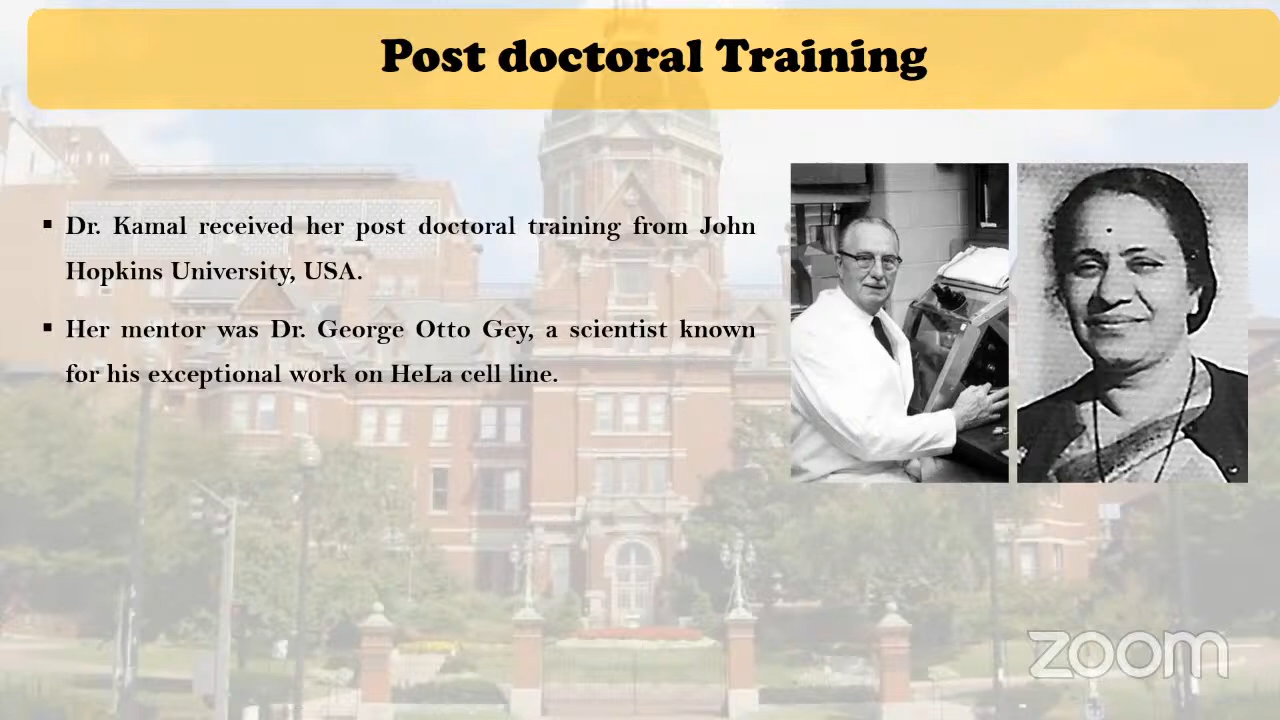 Post doctoral Training
▪ Dr. Kamal received her post doctoral training from John
Hopkins University, USA.
▪ Her mentor was Dr. George Otto Gey, a scientist known
for his exceptional work on HeLa cell line.
zoom